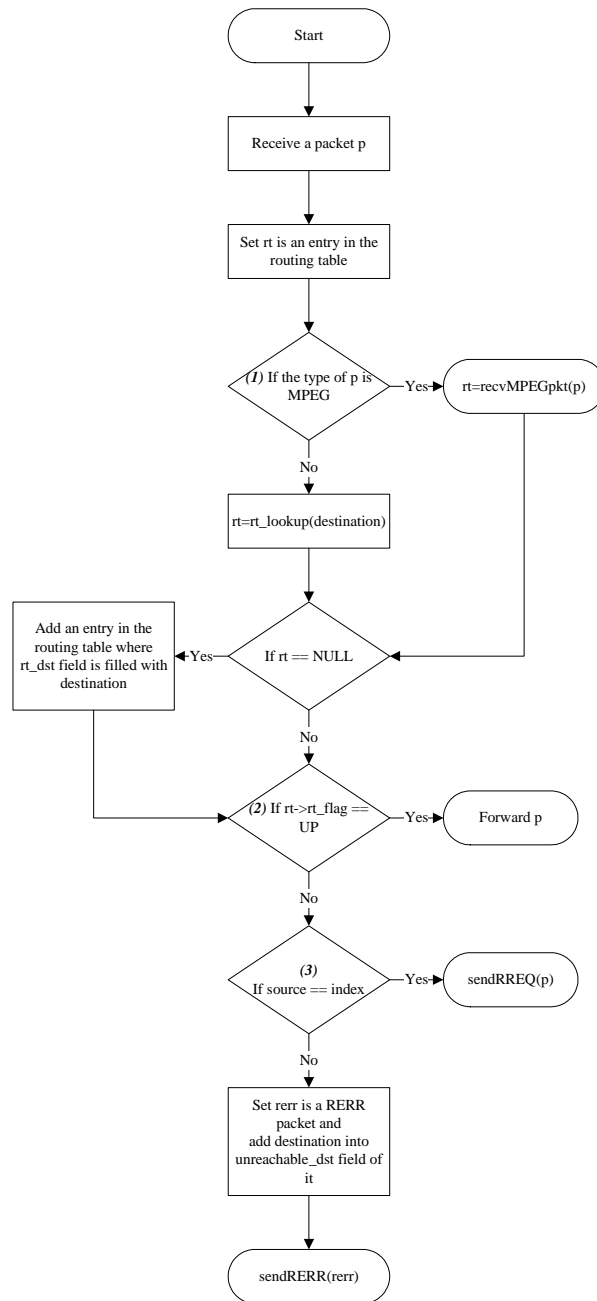 Start
Receive a packet p
Set rt is an entry in the
routing table
(1) If the type of p is
MPEG
Yes
rt=recvMPEGpkt(p)
No
rt=rt_lookup(destination)
Add an entry in the
routing table where
rt_dst field is filled with
destination
Yes
If rt == NULL
No
(2) If rt->rt_flag ==
UP
Yes
Forward p
No
(3)
If source == index
Yes
sendRREQ(p)
No
Set rerr is a RERR
packet and
add destination into
unreachable_dst field of
it
sendRERR(rerr)